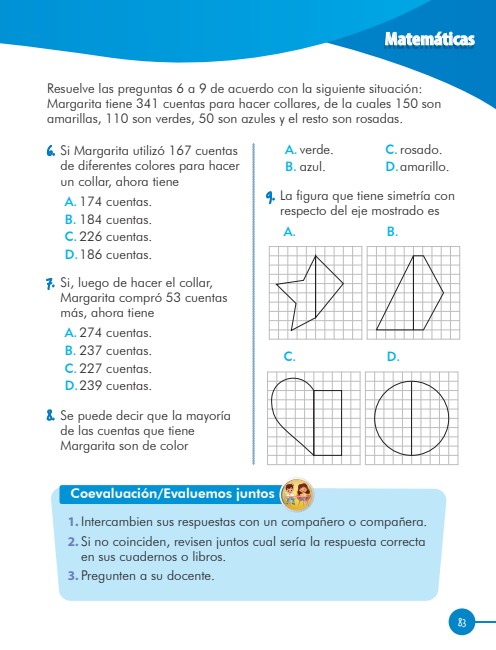 Matemáticas
Resuelve las preguntas 6 a 9 de acuerdo con la siguiente situación:
Margarita tiene 341 cuentas para hacer collares, de la cuales 150 son
amarillas, 110 son verdes, 50 son azules y el resto son rosadas.
6. Si Margarita utilizó 167 cuentas
de diferentes colores para hacer
un collar, ahora tiene
A. 174 cuentas.
B. 184 cuentas.
C. 226 cuentas.
D. 186 cuentas.
7. Si, luego de hacer el collar,
Margarita compró 53 cuentas
más, ahora tiene
A. 274 cuentas.
B. 237 cuentas.
C. 227 cuentas.
D. 239 cuentas.
8. Se puede decir que la mayoría
de las cuentas que tiene
Margarita son de color
A. verde. C. rosado.
B. azul. D. amarillo.
9. La figura que tiene simetría con
respecto del eje mostrado es
A. B.
C. D.
Coevaluación/Evaluemos juntos
1. Intercambien sus respuestas con un compañero o compañera.
2. Si no coinciden, revisen juntos cual sería la respuesta correcta
en sus cuadernos o libros.
3. Pregunten a su docente.
83